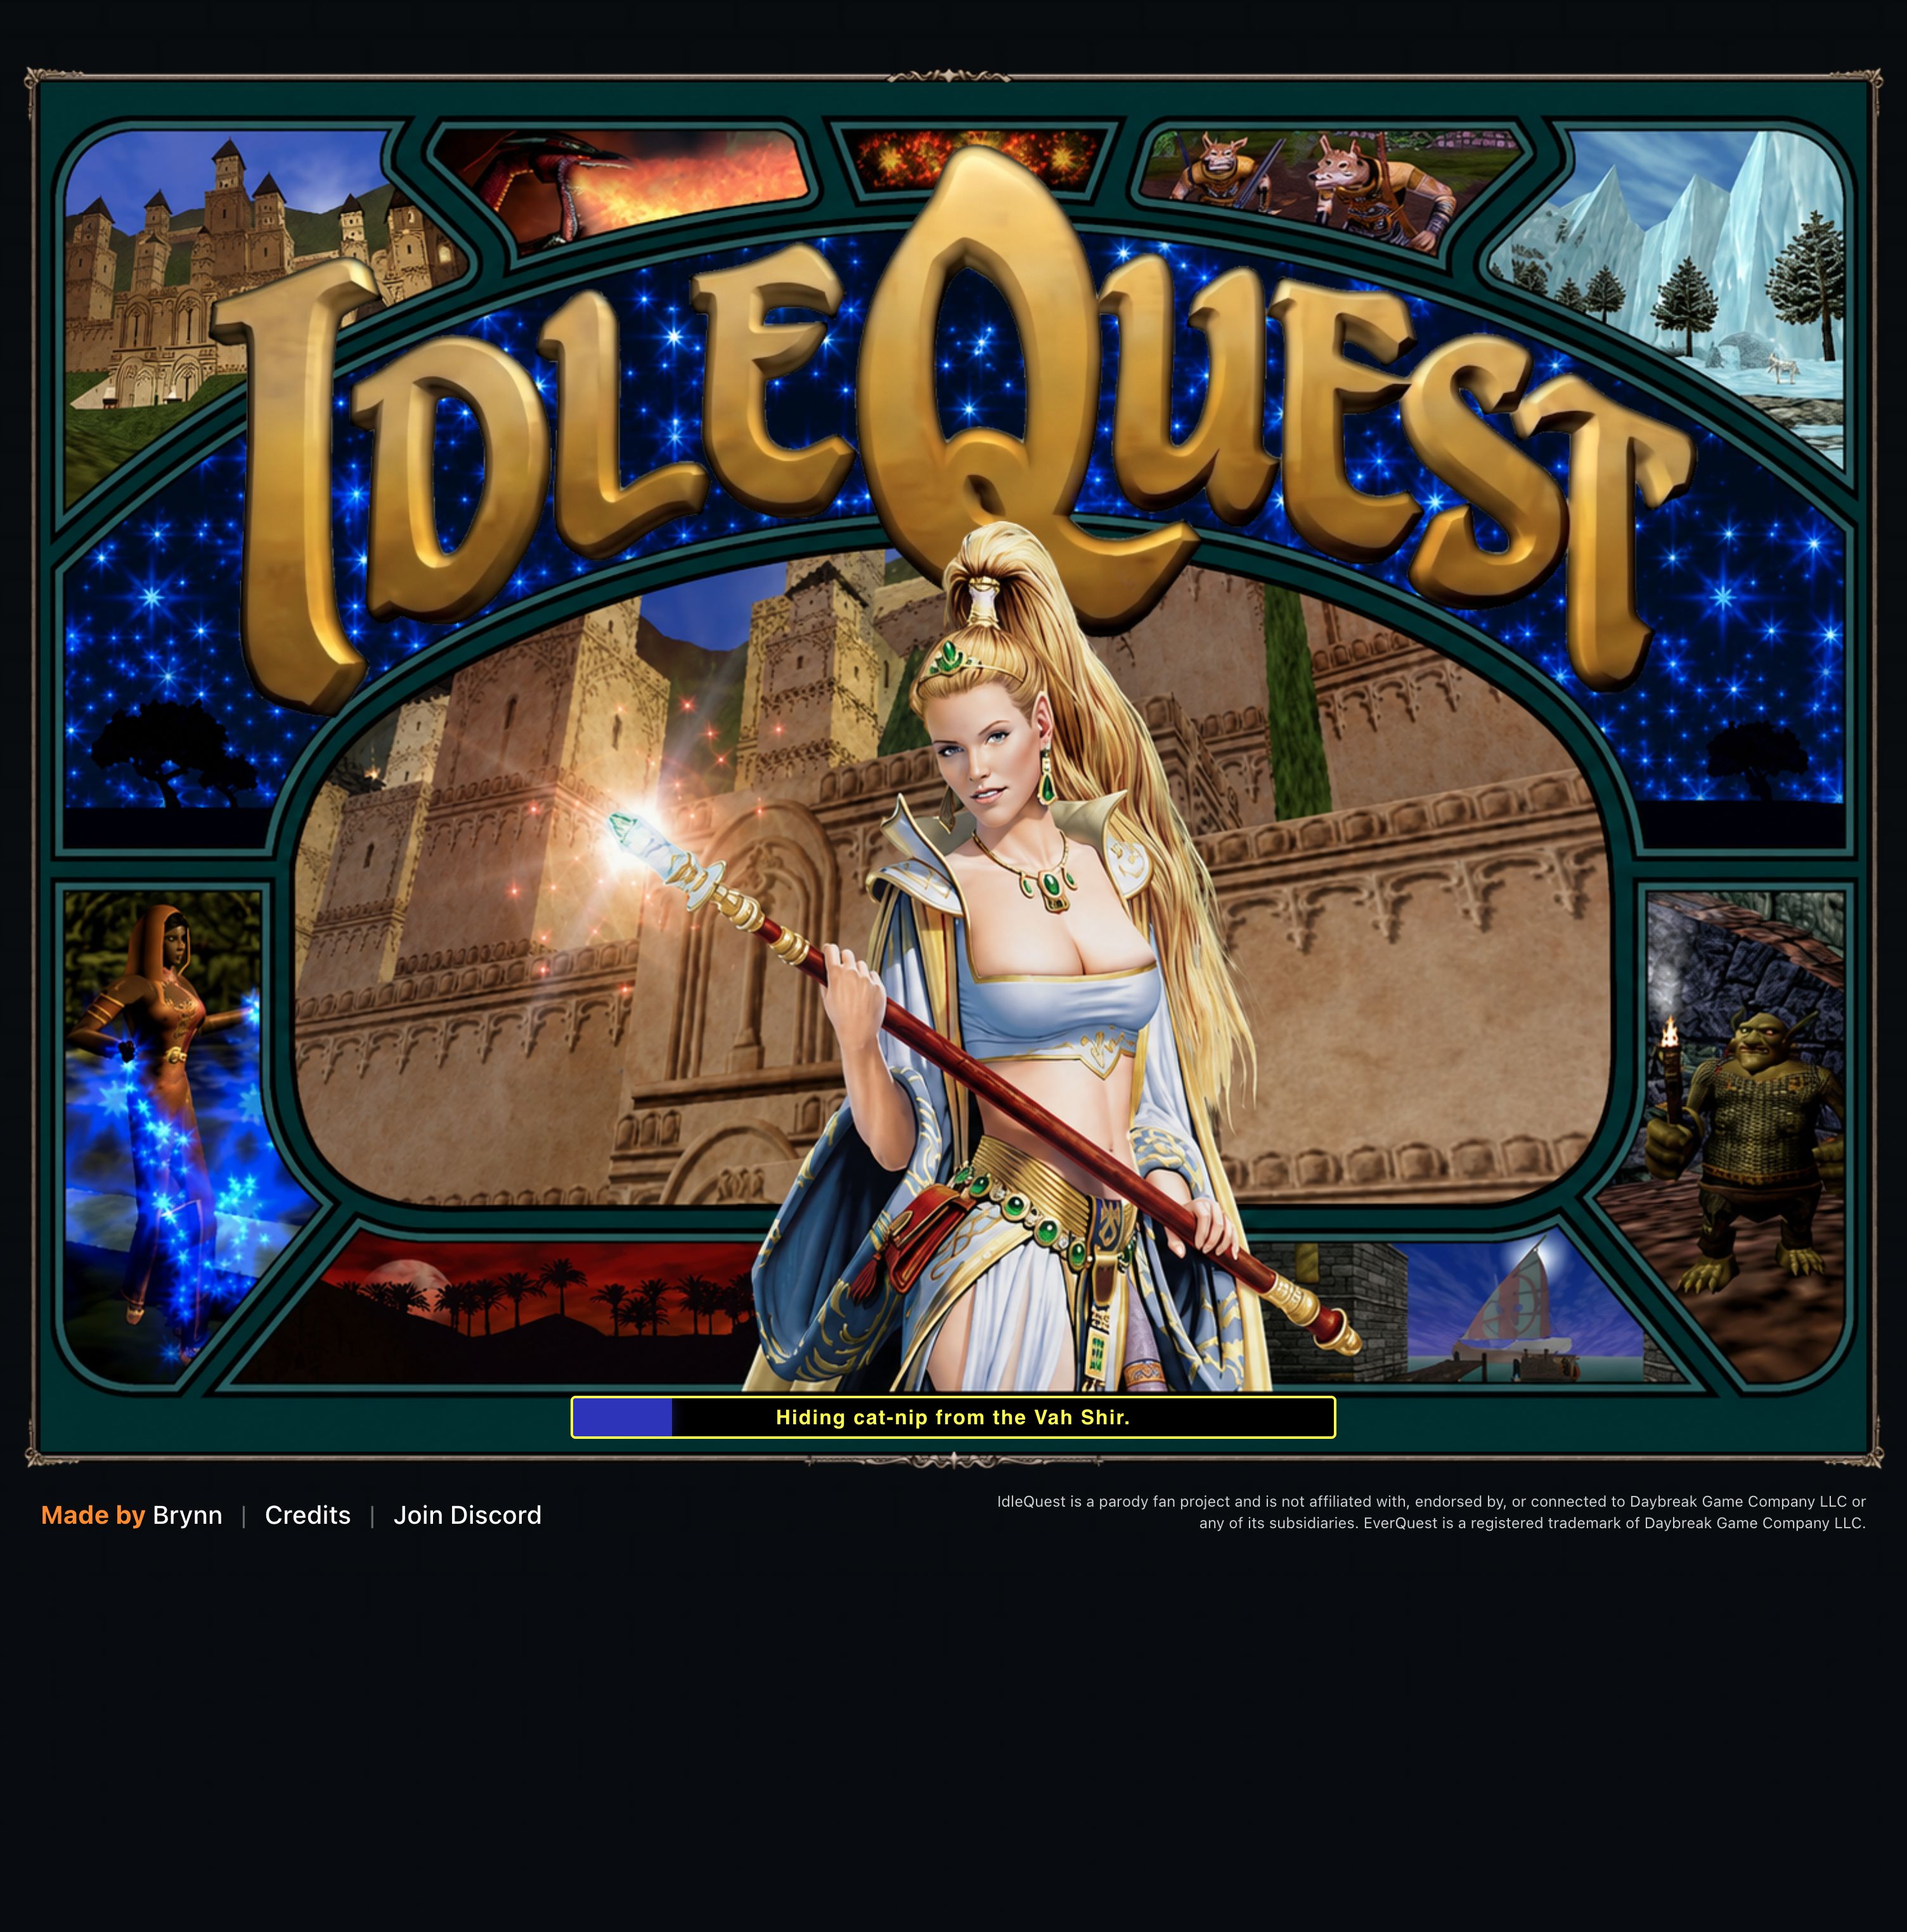 IDLEQUEST
Hiding cat-nip from the Vah Shir.
Made by Brynn | Credits | Join Discord
IdleQuest is a parody fan project and is not affiliated with, endorsed by, or connected to Daybreak Game Company LLC or
any of its subsidiaries. EverQuest is a registered trademark of Daybreak Game Company LLC.